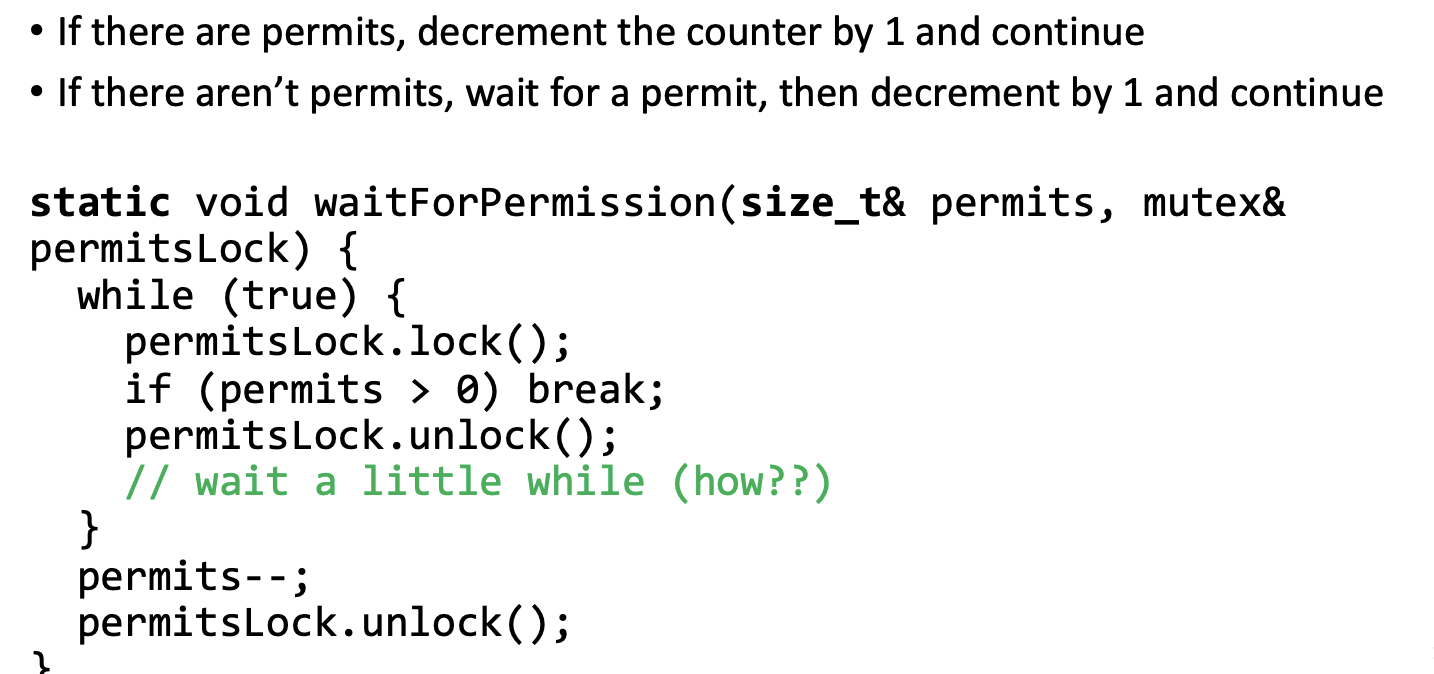 • If there are permits, decrement the counter by 1 and continue
• If there aren’t permits, wait for a permit, then decrement by 1 and continue
static void waitForPermission(size_t& permits, mutex&
permitsLock) {
while (true) {
permitsLock.lock();
if (permits > 0) break;
permitsLock.unlock();
// wait a little while (how??)
}
permits--;
permitsLock.unlock();
}